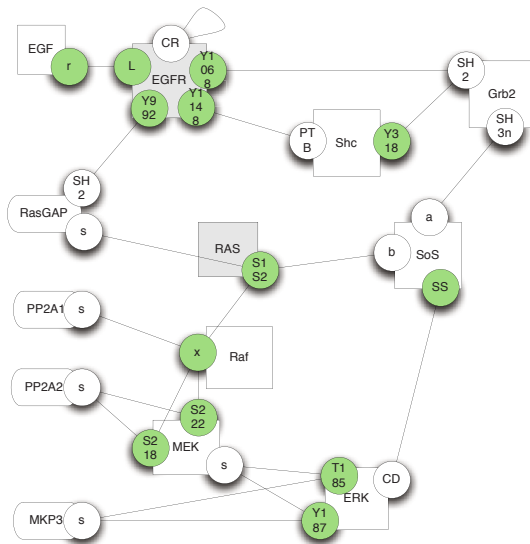 CR
EGF
r
L
Y1
06
8
EGFR
Y9
92
Y1
14
8
SH
2
Grb2
SH
3n
PT
B
Shc
Y3
18
SH
2
RasGAP
s
a
b
SoS
SS
RAS
S1
S2
PP2A1
s
x
Raf
PP2A2
s
S2
22
S2
18
MEK
s
T1
85
CD
ERK
MKP3
s
Y1
87